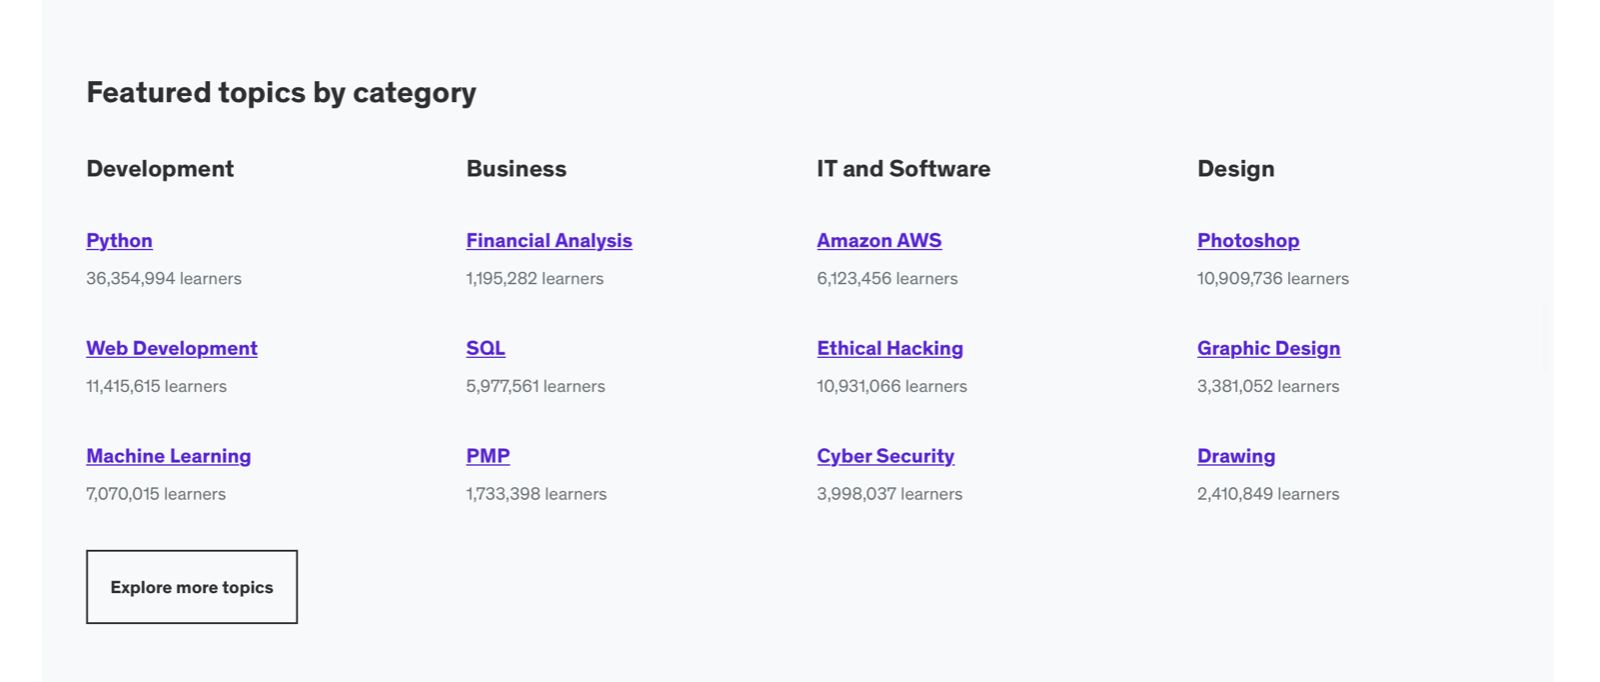 Featured topics by category
Development
Python
36,354,994 learners
Web Development
11,415,615 learners
Machine Learning
7,070,015 learners
Business
Financial Analysis
1,195,282 learners
SQL
5,977,561 learners
PMP
1,733,398 learners
IT and Software
Amazon AWS
6,123,456 learners
Ethical Hacking
10,931,066 learners
Cyber Security
3,998,037 learners
Design
Photoshop
10,909,736 learners
Graphic Design
3,381,052 learners
Drawing
2,410,849 learners
Explore more topics